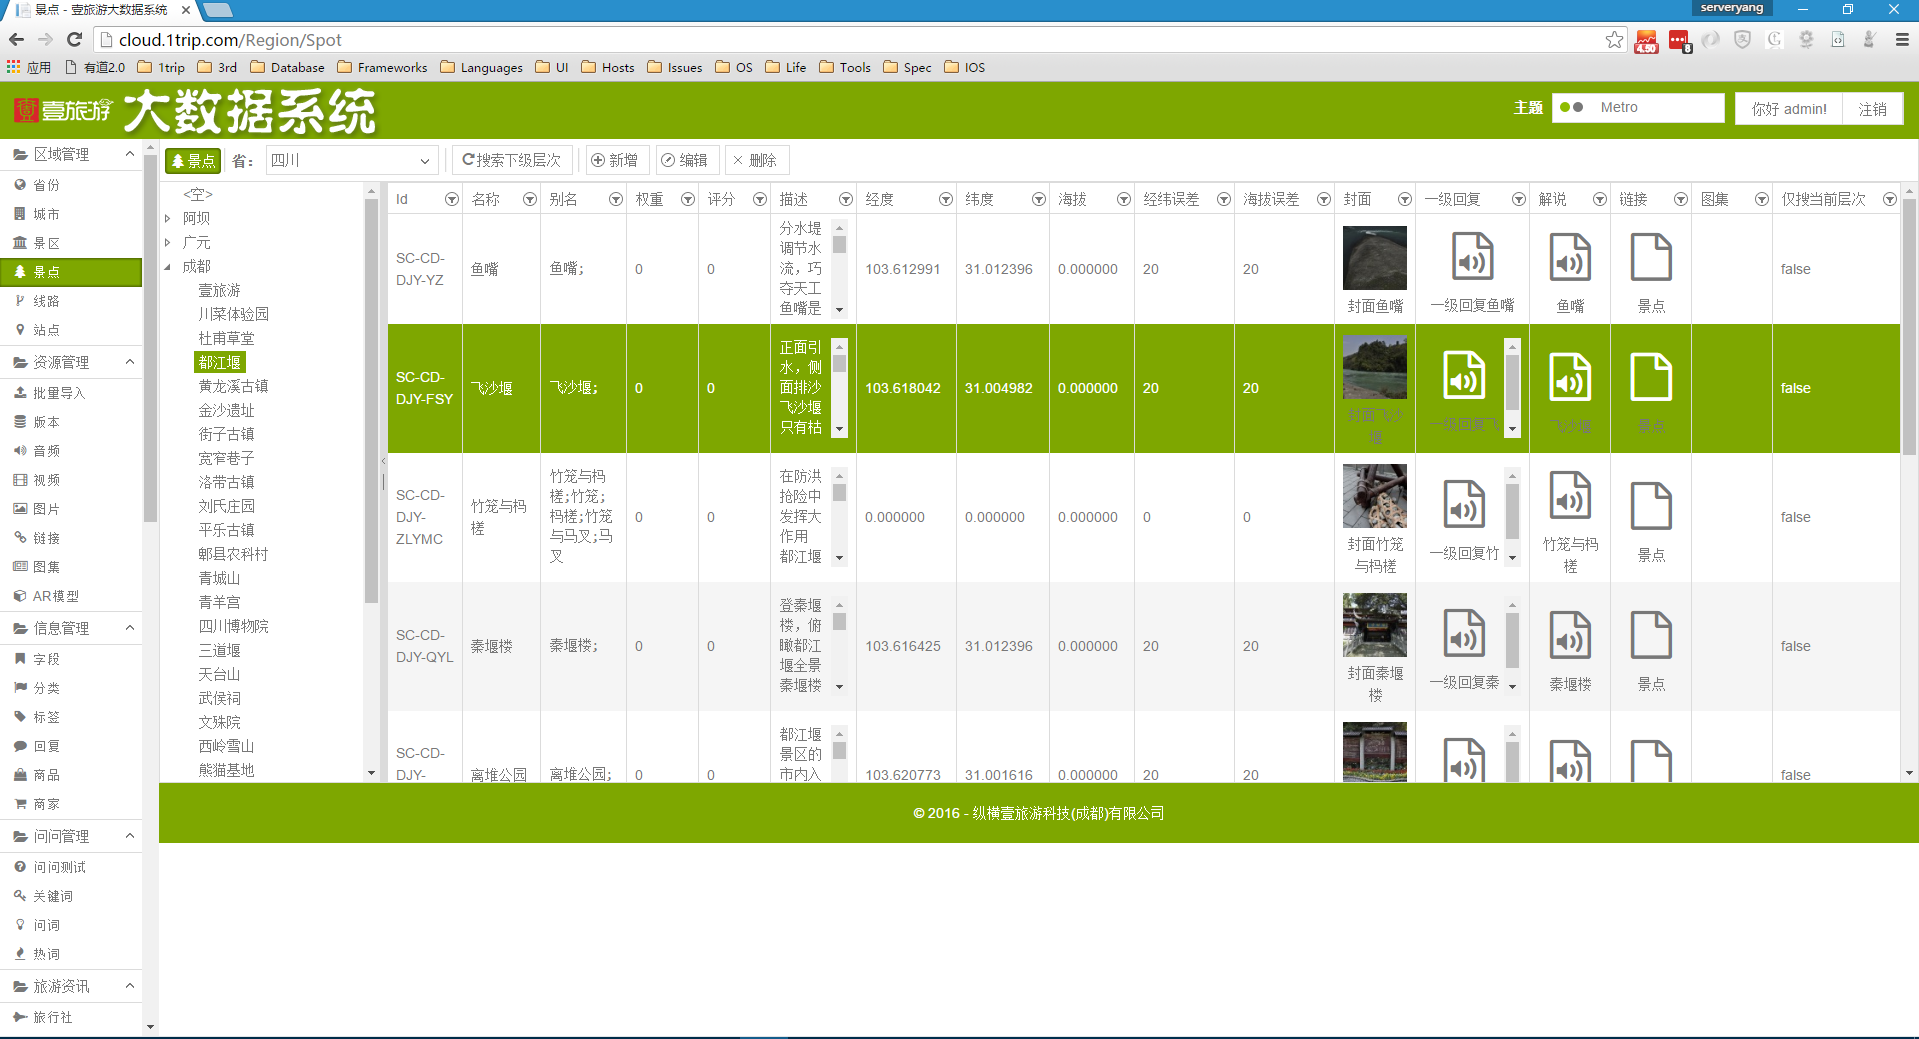 景点 - 壹旅游大数据系统
serveryang
cloud.1trip.com/Region/Spot
4.50
8
应用 有道2.0 1trip 3rd Database Frameworks Languages UI Hosts Issues OS Life Tools Spec IOS
壹旅游 大数据系统
主题 Metro 你好 admin! 注销
区域管理
省份
城市
景区
景点
线路
站点
资源管理
批量导入
版本
音频
视频
图片
链接
图集
AR模型
信息管理
字段
分类
标签
回复
商品
商家
问问管理
问问测试
关键词
问词
热词
旅游资讯
旅行社
景点 省： 四川 搜索下级层次 新增 编辑 删除
<空>
阿坝
广元
成都
壹旅游
川菜体验园
杜甫草堂
都江堰
黄龙溪古镇
金沙遗址
街子古镇
宽窄巷子
洛带古镇
刘氏庄园
平乐古镇
郫县农科村
青城山
青羊宫
四川博物院
三道堰
天台山
武侯祠
文殊院
西岭雪山
熊猫基地
Id 名称 别名 权重 评分 描述 经度 纬度 海拔 经纬误差 海拔误差 封面 一级回复 解说 链接 图集 仅搜当前层次
SC-CD-
DJY-YZ
鱼嘴
鱼嘴;
0
0
分水堤
调节水
流，巧
夺天工
鱼嘴是
103.612991
31.012396
0.000000
20
20
封面鱼嘴
一级回复鱼嘴
鱼嘴
景点
false
SC-CD-
DJY-FSY
飞沙堰
飞沙堰;
0
0
正面引
水，侧
面排沙
飞沙堰
只有枯
103.618042
31.004982
0.000000
20
20
封面飞沙
堰
一级回复飞
飞沙堰
景点
false
SC-CD-
DJY-
ZLYMC
竹笼与杩
槎
竹笼与杩
槎;竹笼;
杩槎;竹笼
与马叉;马
叉
0
0
在防洪
抢险中
发挥大
作用
都江堰
0.000000
0.000000
0.000000
0
0
封面竹笼
与杩槎
一级回复竹
竹笼与杩
槎
景点
false
SC-CD-
DJY-QYL
秦堰楼
秦堰楼;
0
0
登秦堰
楼，俯
瞰都江
堰全景
秦堰楼
103.616425
31.012396
0.000000
20
20
封面秦堰
楼
一级回复秦
秦堰楼
景点
false
SC-CD-
DJY-
离堆公园
离堆公园;
0
0
都江堰
景区的
市内入
103.620773
31.001616
0.000000
20
20
false
© 2016 - 纵横壹旅游科技(成都)有限公司